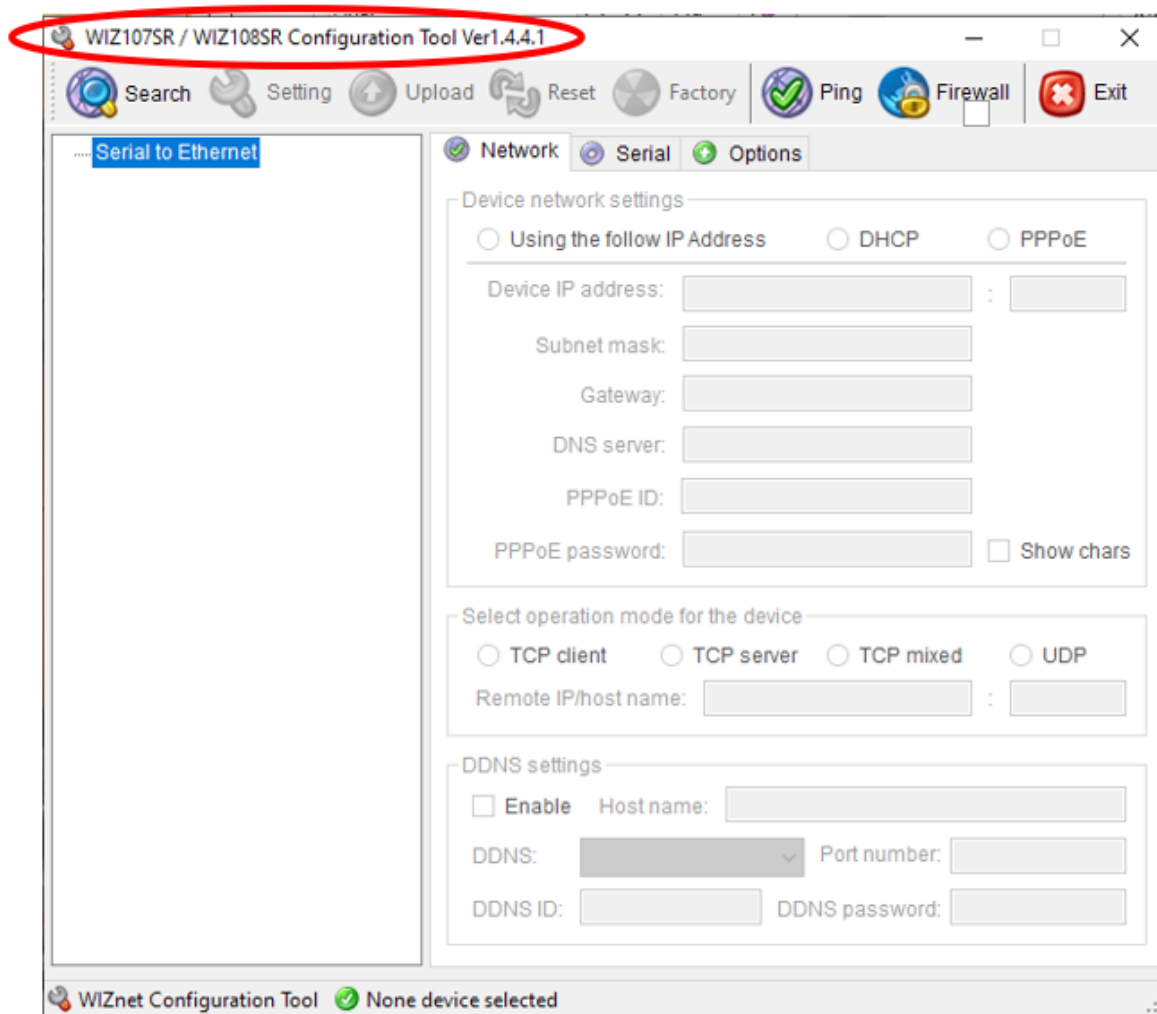 WIZ107SR / WIZ108SR Configuration Tool Ver1.4.4.1
Search Setting Upload Reset Factory Ping Firewall Exit
Serial to Ethernet
Network Serial Options
Device network settings
Using the follow IP Address DHCP PPPoE
Device IP address: :
Subnet mask:
Gateway:
DNS server:
PPPoE ID:
PPPoE password: Show chars
Select operation mode for the device
TCP client TCP server TCP mixed UDP
Remote IP/host name: :
DDNS settings
Enable Host name:
DDNS: Port number:
DDNS ID: DDNS password:
WIZnet Configuration Tool None device selected